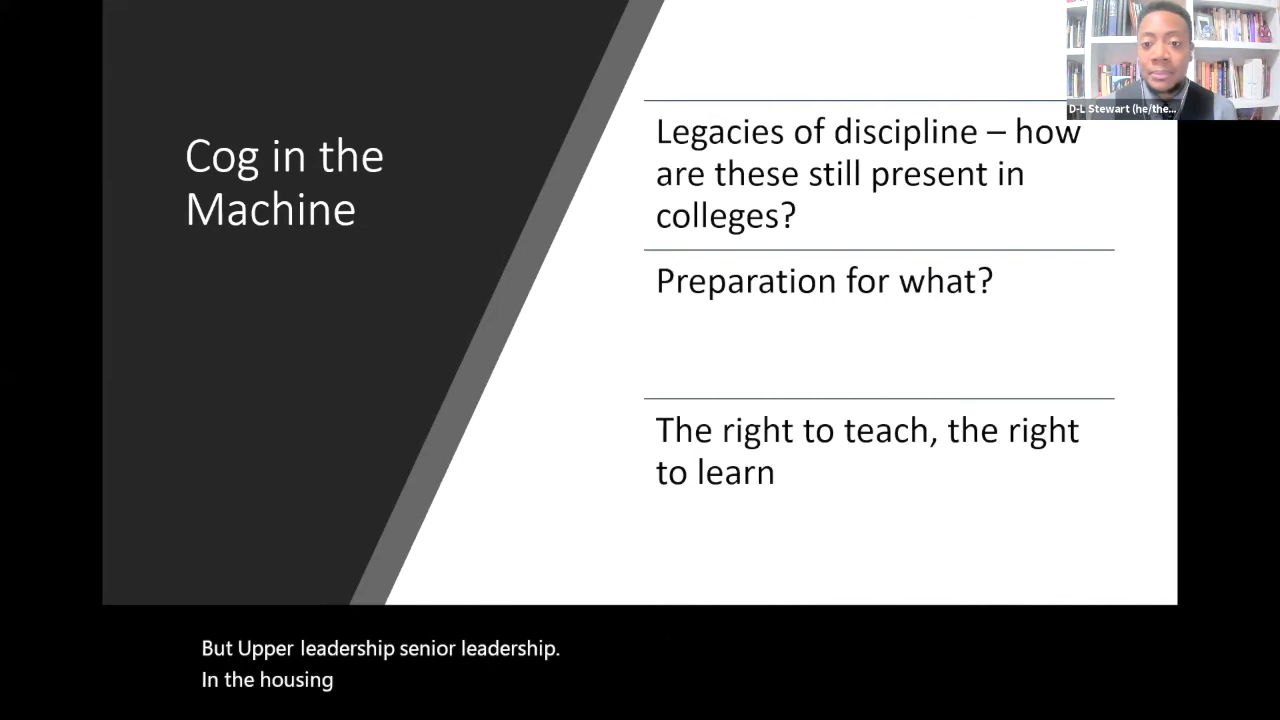 Cog in the
Machine
D-L Stewart (he/the...
Legacies of discipline – how
are these still present in
colleges?
Preparation for what?
The right to teach, the right
to learn
But Upper leadership senior leadership.
In the housing